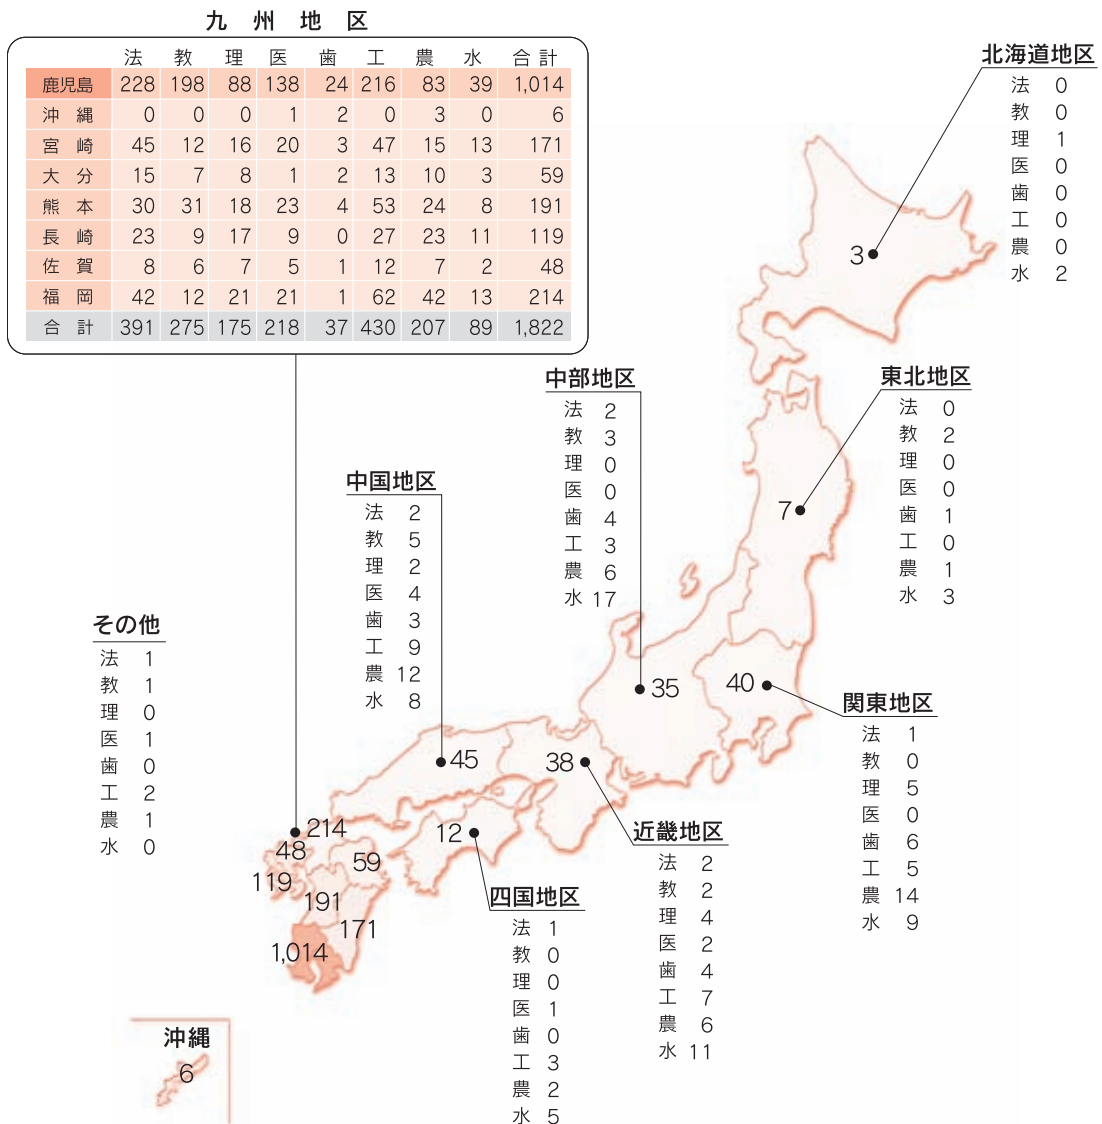 九州地区
法 教 理 医 歯 工 農 水 合計
鹿児島 228 198 88 138 24 216 83 39 1,014
沖縄 0 0 0 1 2 0 3 0 6
宮崎 45 12 16 20 3 47 15 13 171
大分 15 7 8 1 2 13 10 3 59
熊本 30 31 18 23 4 53 24 8 191
長崎 23 9 17 9 0 27 23 11 119
佐賀 8 6 7 5 1 12 7 2 48
福岡 42 12 21 21 1 62 42 13 214
合計 391 275 175 218 37 430 207 89 1,822
北海道地区
法 0
教 0
理 1
医 0
歯 0
工 0
農 0
水 2
3
東北地区
法 0
教 2
理 0
医 0
歯 1
工 0
農 1
水 3
7
中部地区
法 2
教 3
理 0
医 0
歯 4
工 3
農 6
水 17
35
中国地区
法 2
教 5
理 2
医 4
歯 3
工 9
農 12
水 8
45
その他
法 1
教 1
理 0
医 1
歯 0
工 2
農 1
水 0
関東地区
法 1
教 0
理 5
医 0
歯 6
工 5
農 14
水 9
40
近畿地区
法 2
教 2
理 4
医 2
歯 4
工 7
農 6
水 11
38
四国地区
法 1
教 0
理 0
医 1
歯 0
工 3
農 2
水 5
12
214
48
59
119
191
171
1,014
沖縄
6